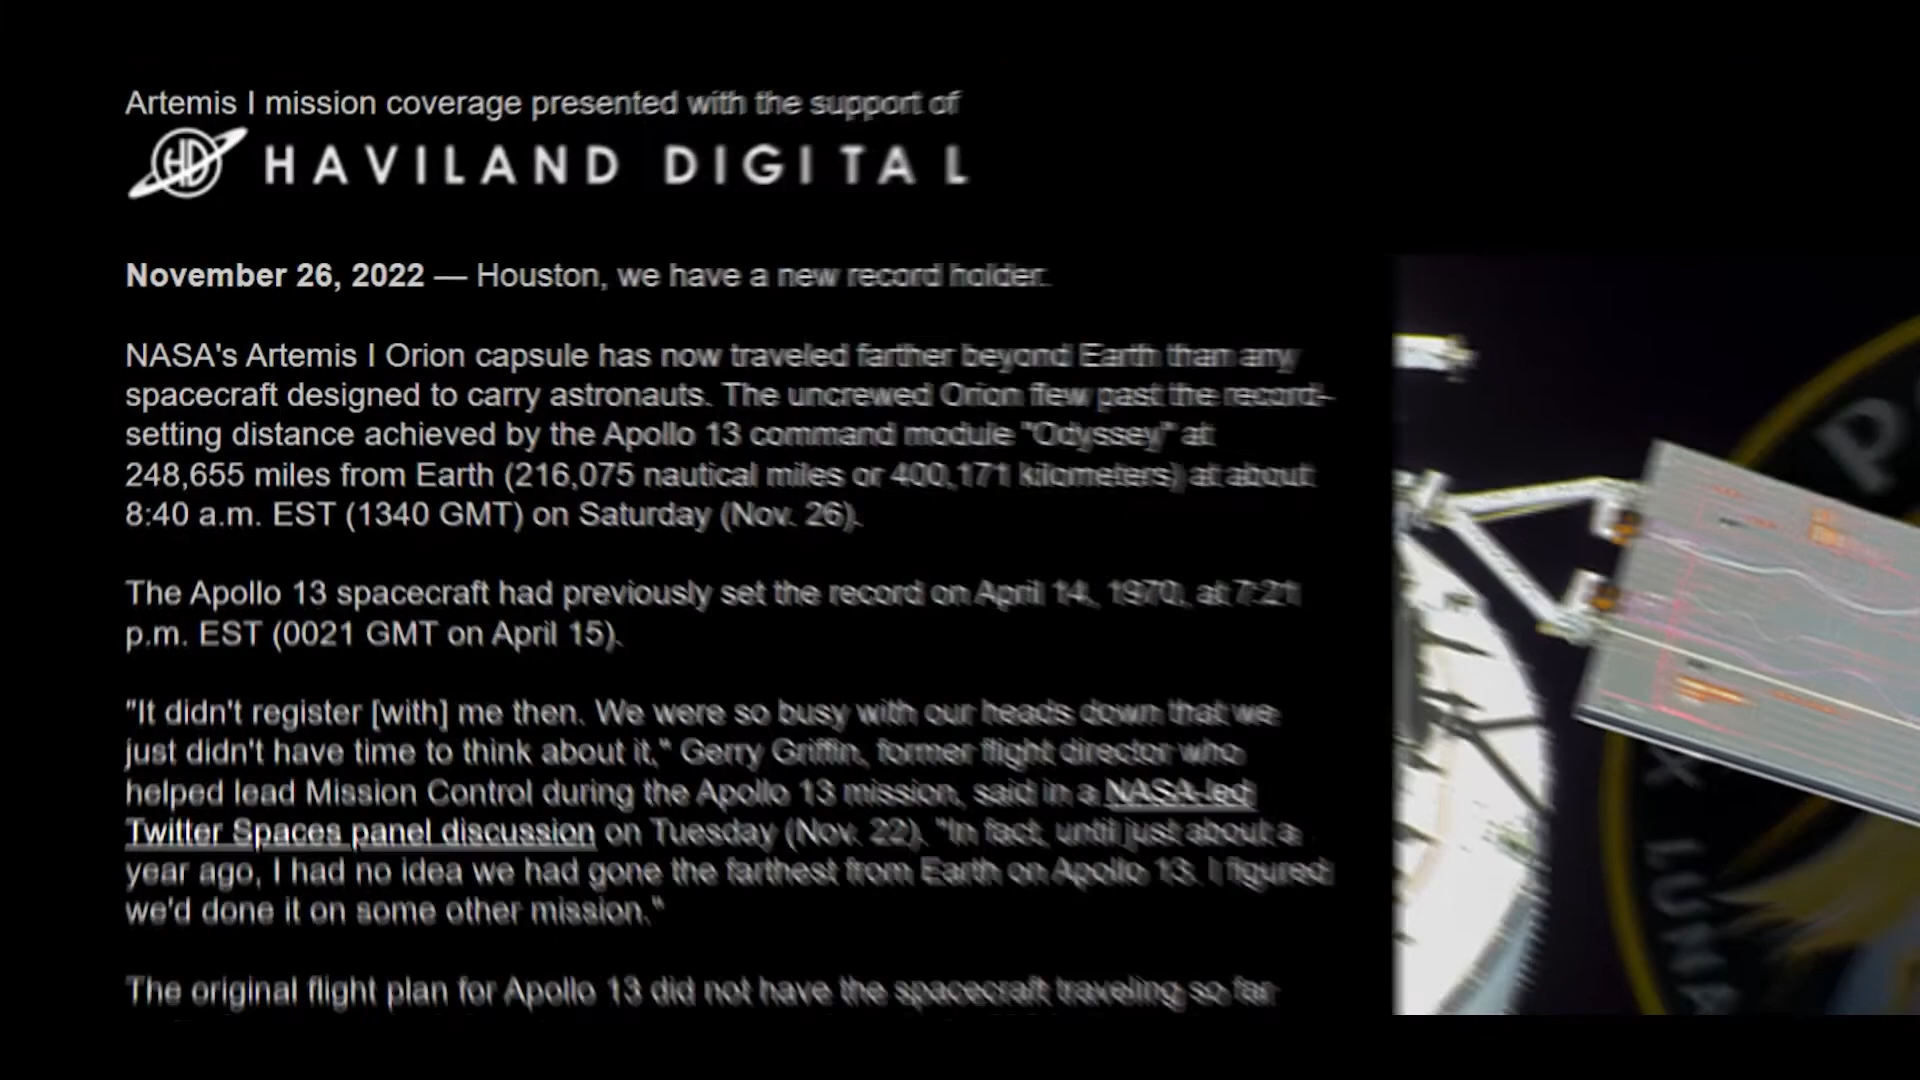 Artemis I mission coverage presented with the support of
HD HAVILAND DIGITAL
November 26, 2022 — Houston, we have a new record holder.
NASA's Artemis I Orion capsule has now traveled farther beyond Earth than any
spacecraft designed to carry astronauts. The uncrewed Orion flew past the record-
setting distance achieved by the Apollo 13 command module "Odyssey" at
248,655 miles from Earth (216,075 nautical miles or 400,171 kilometers) at about
8:40 a.m. EST (1340 GMT) on Saturday (Nov. 26).
The Apollo 13 spacecraft had previously set the record on April 14, 1970, at 7:21
p.m. EST (0021 GMT on April 15).
"It didn't register [with] me then. We were so busy with our heads down that we
just didn't have time to think about it," Gerry Griffin, former flight director who
helped lead Mission Control during the Apollo 13 mission, said in a NASA-led
Twitter Spaces panel discussion on Tuesday (Nov. 22). "In fact, until just about a
year ago, I had no idea we had gone the farthest from Earth on Apollo 13. I figured
we'd done it on some other mission."
The original flight plan for Apollo 13 did not have the spacecraft traveling so far